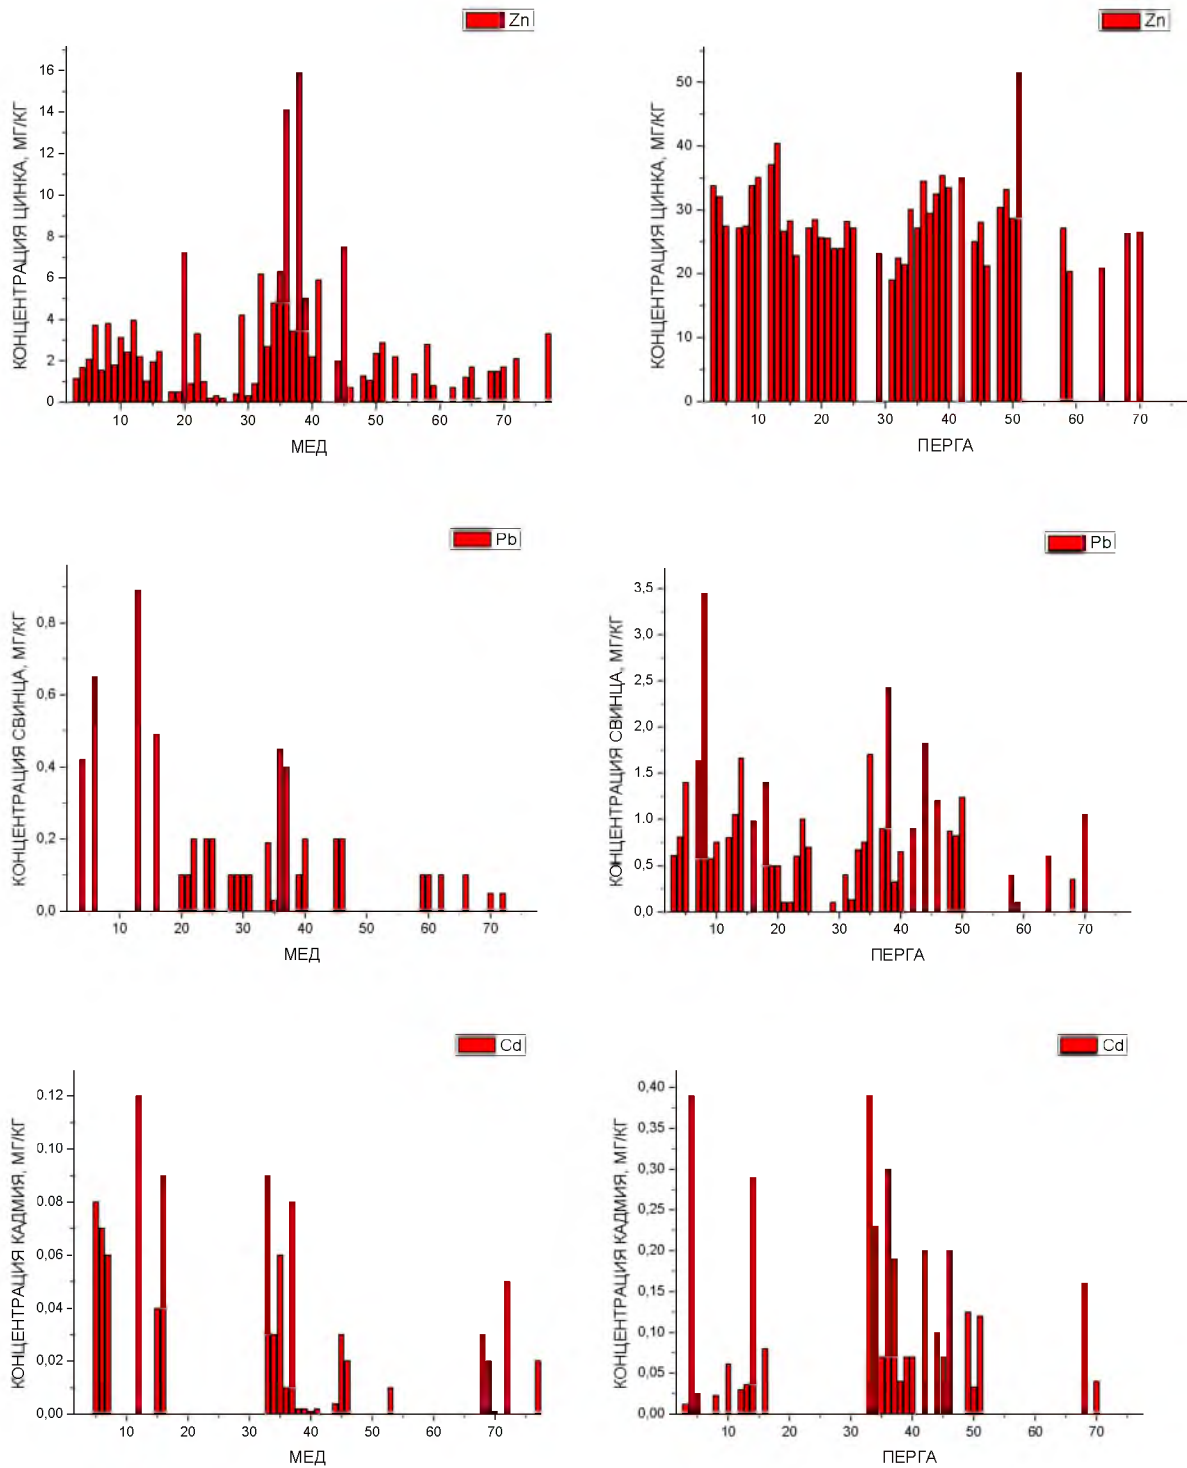 Zn
КОНЦЕНТРАЦИЯ ЦИНКА, МГ/КГ
16
14
12
10
8
6
4
2
0
10 20 30 40 50 60 70
МЕД
Zn
КОНЦЕНТРАЦИЯ ЦИНКА, МГ/КГ
50
40
30
20
10
0
10 20 30 40 50 60 70
ПЕРГА
Pb
КОНЦЕНТРАЦИЯ СВИНЦА, МГ/КГ
0,8
0,6
0,4
0,2
0,0
10 20 30 40 50 60 70
МЕД
Pb
КОНЦЕНТРАЦИЯ СВИНЦА, МГ/КГ
3,5
3,0
2,5
2,0
1.5
1.0
0,5
0,0
10 20 30 40 50 60 70
ПЕРГА
Cd
КОНЦЕНТРАЦИЯ КАДМИЯ, МГ/КГ
0.12
0.10
0.08
0,06
0,04
0,02
0,00
10 20 30 40 50 60 70
МЕД
Cd
КОНЦЕНТРАЦИЯ КАДМИЯ, МГ/КГ
0,40
0,35
0,30
0,25
0,20
0,15
0,10
0,05
0,00
10 20 30 40 50 60 70
ПЕРГА